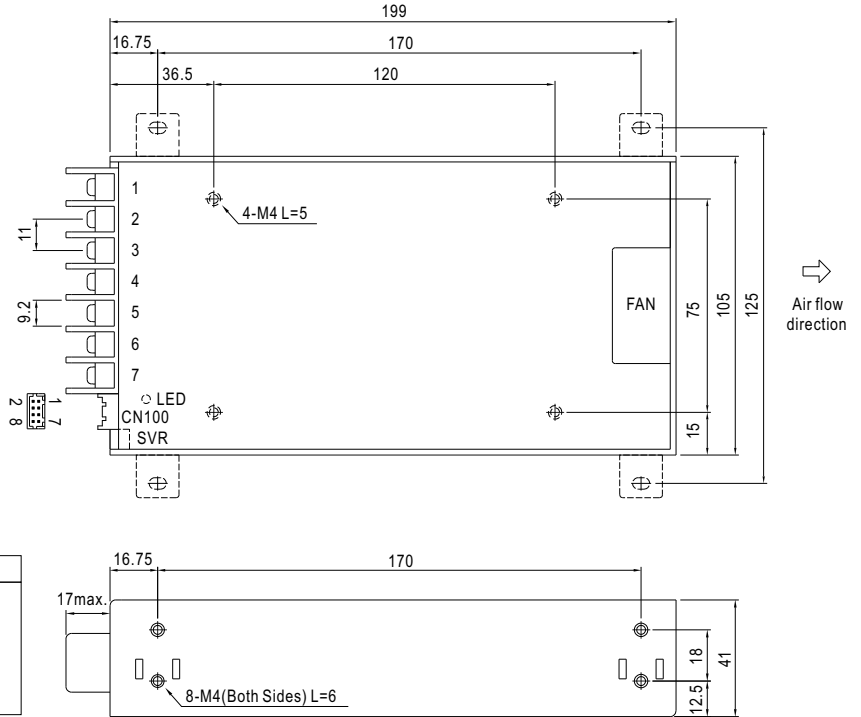 199
16.75
170
36.5
120
1
4-M4 L=5
2
11
3
4
9.2
5
FAN
75
105
125
Air flow
direction
6
7
LED
1 7
2 8
CN100
SVR
15
16.75
170
17max.
18
41
8-M4(Both Sides) L=6
12.5